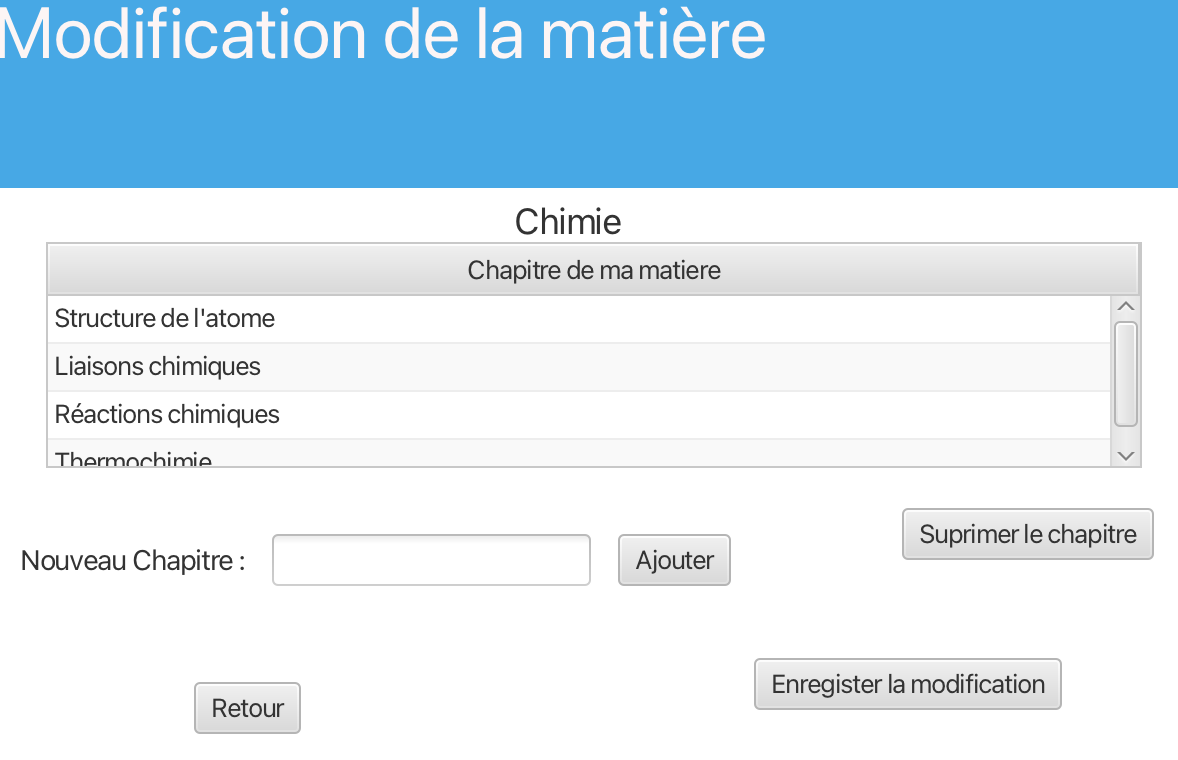 Modification de la matière
Chimie
Chapitre de ma matiere
Structure de l'atome
Liaisons chimiques
Réactions chimiques
Thermochimie
Nouveau Chapitre :
Ajouter
Suprimer le chapitre
Enregister la modification
Retour